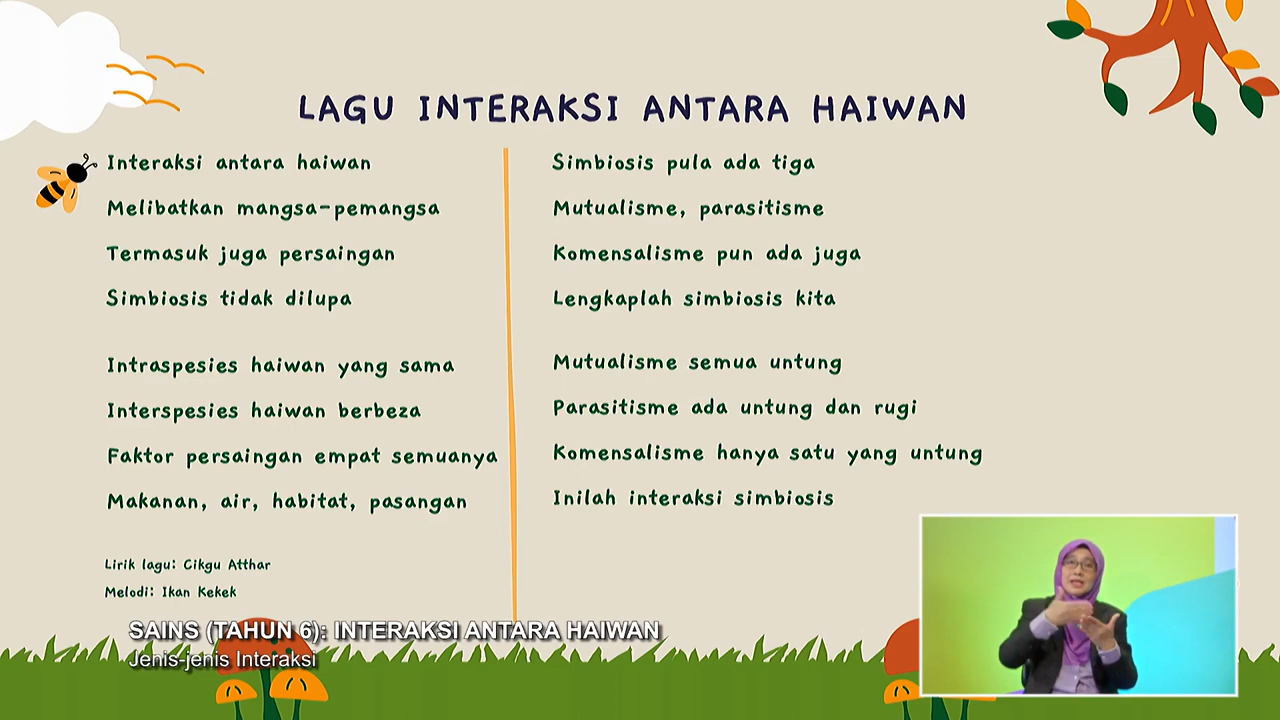 LAGU INTERAKSI ANTARA HAIWAN
Interaksi antara haiwan
Melibatkan mangsa-pemangsa
Termasuk juga persaingan
Simbiosis tidak dilupa
Intraspesies haiwan yang sama
Interspesies haiwan berbeza
Faktor persaingan empat semuanya
Makanan, air, habitat, pasangan
Lirik lagu: Cikgu Atthar
Melodi: Ikan Kekek
Simbiosis pula ada tiga
Mutualisme, parasitisme
Komensalisme pun ada juga
Lengkaplah simbiosis kita
Mutualisme semua untung
Parasitisme ada untung dan rugi
Komensalisme hanya satu yang untung
Inilah interaksi simbiosis
SAINS (TAHUN 6): INTERAKSI ANTARA HAIWAN
Jenis-jenis Interaksi